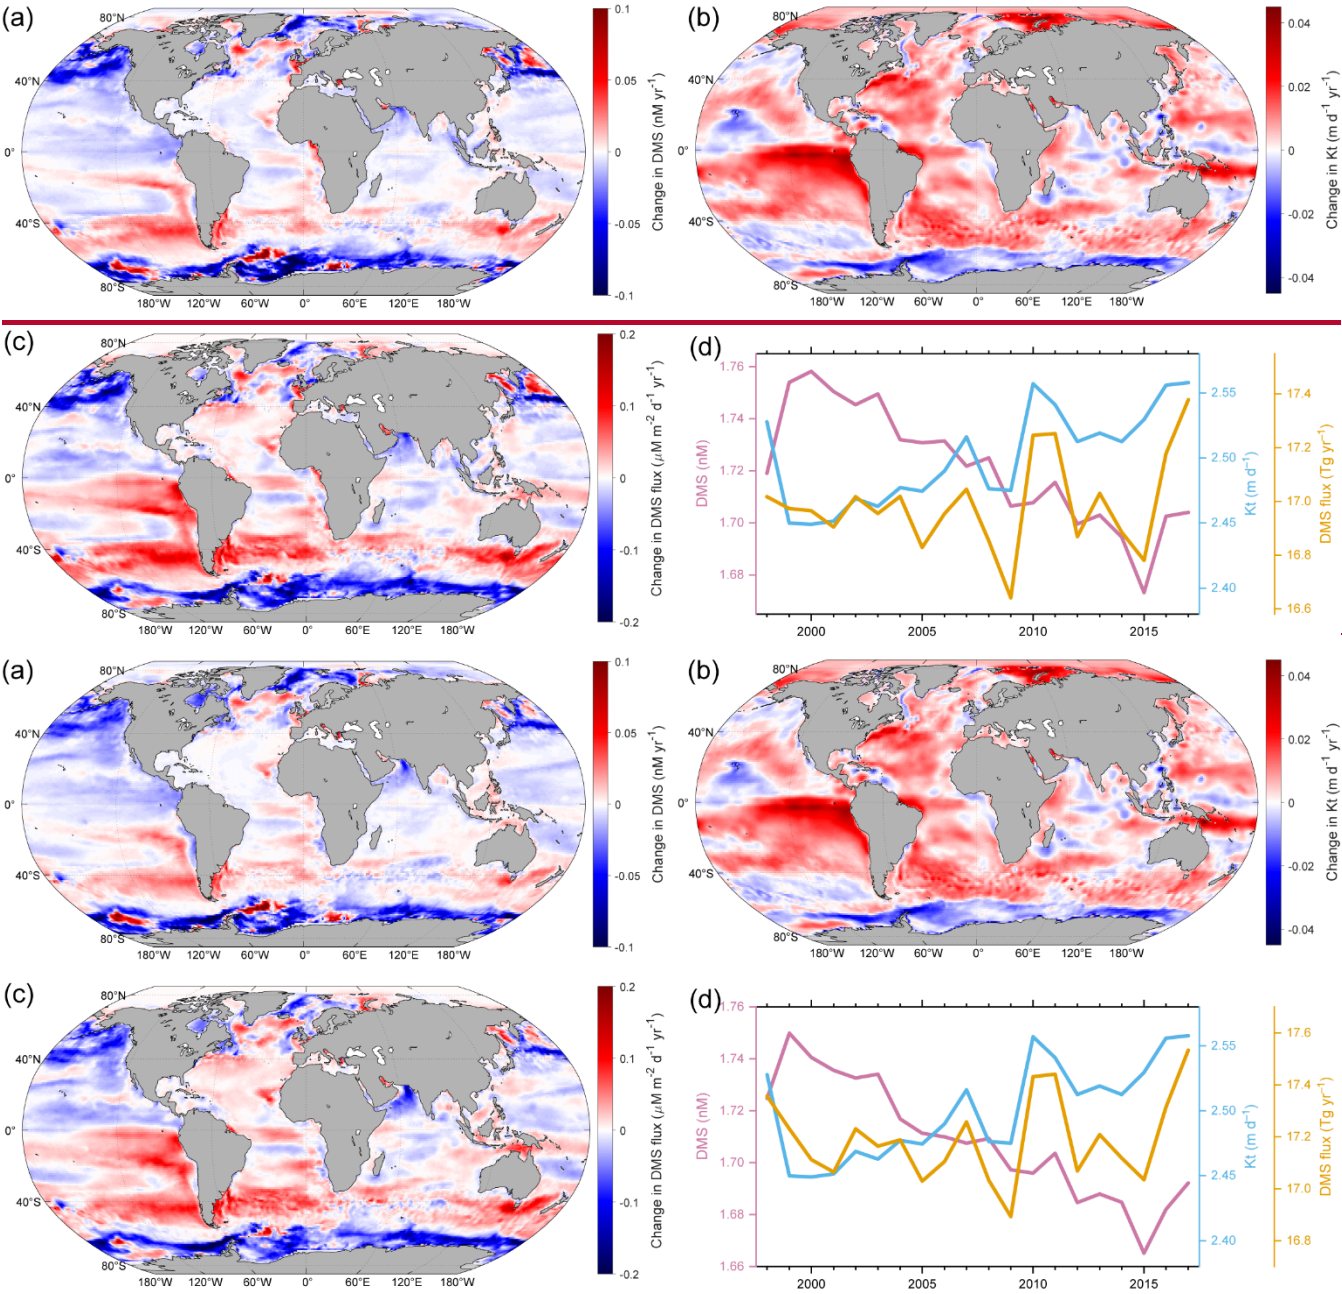 (a)
80°N
40°N
0°
40°S
80°S
180°W 120°W 60°W 0° 60°E 120°E 180°W
0.1
0.05
0
-0.05
-0.1
Change in DMS (nM yr⁻¹)
(b)
80°N
40°N
0°
40°S
80°S
180°W 120°W 60°W 0° 60°E 120°E 180°W
0.04
0.02
0
-0.02
-0.04
Change in Kt (m d⁻¹ yr⁻¹)
(c)
80°N
40°N
0°
40°S
80°S
180°W 120°W 60°W 0° 60°E 120°E 180°W
0.2
0.1
0
-0.1
-0.2
Change in DMS flux (μM m⁻² d⁻¹ yr⁻¹)
(d)
1.76
1.74
1.72
1.70
1.68
DMS (nM)
2000 2005 2010 2015
2.55
2.50
2.45
2.40
Kt (m d⁻¹)
17.4
17.2
17.0
16.8
16.6
DMS flux (Tg yr⁻¹)
(a)
80°N
40°N
0°
40°S
80°S
180°W 120°W 60°W 0° 60°E 120°E 180°W
0.1
0.05
0
-0.05
-0.1
Change in DMS (nM yr⁻¹)
(b)
80°N
40°N
0°
40°S
80°S
180°W 120°W 60°W 0° 60°E 120°E 180°W
0.04
0.02
0
-0.02
-0.04
Change in Kt (m d⁻¹ yr⁻¹)
(c)
80°N
40°N
0°
40°S
80°S
180°W 120°W 60°W 0° 60°E 120°E 180°W
0.2
0.1
0
-0.1
-0.2
Change in DMS flux (μM m⁻² d⁻¹ yr⁻¹)
(d)
1.76
1.74
1.72
1.70
1.68
1.66
DMS (nM)
2000 2005 2010 2015
2.55
2.50
2.45
2.40
Kt (m d⁻¹)
17.6
17.4
17.2
17.0
16.8
DMS flux (Tg yr⁻¹)